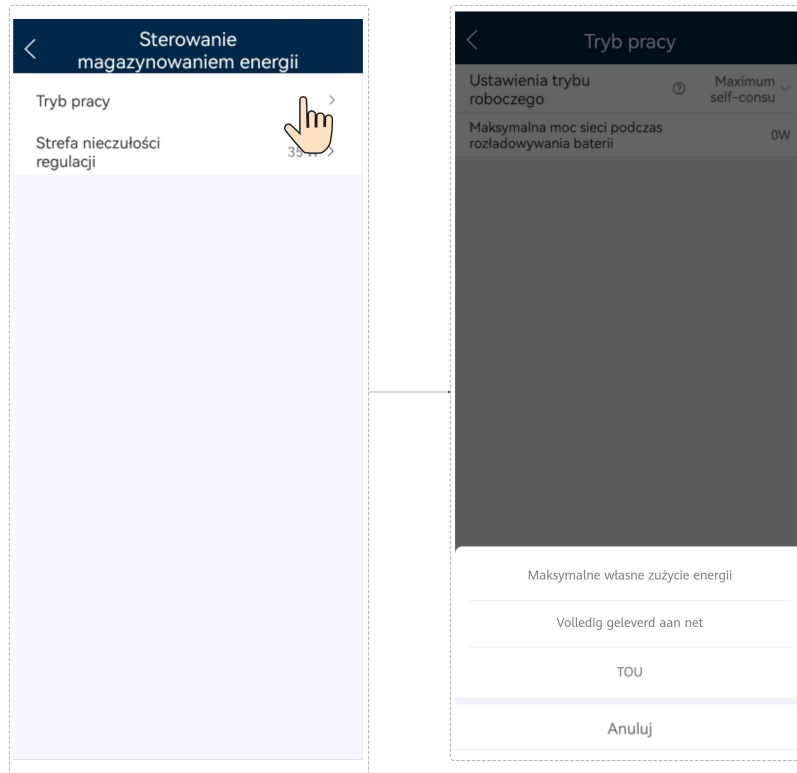 Sterowanie
magazynowaniem energii
Tryb pracy
Strefa nieczułości
regulacji
35 W
Tryb pracy
Ustawienia trybu
roboczego
Maximum
self-consu
Maksymalna moc sieci podczas
rozładowywania baterii
0W
Maksymalne własne zużycie energii
Volledig geleverd aan net
TOU
Anuluj